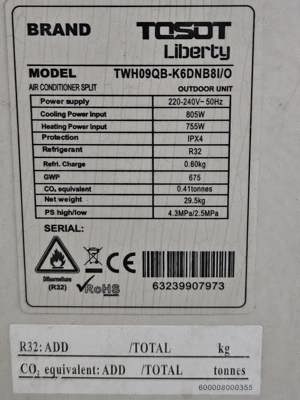 BRAND TOSOT
Liberty
MODEL TWH09QB-K6DNB8I/O
AIR CONDITIONER SPLIT OUTDOOR UNIT
Power supply 220-240V~50Hz
Cooling Power Input 805W
Heating Power Input 755W
Protection IPX4
Refrigerant R32
Refri. Charge 0.60kg
GWP 675
CO₂ equivalent 0.41tonnes
Net weight 29.5kg
PS high/low 4.3MPa/2.5MPa
SERIAL:
(R32) RoHS 63239907973
R32: ADD /TOTAL kg
CO₂ equivalent: ADD /TOTAL tonnes
600008000355